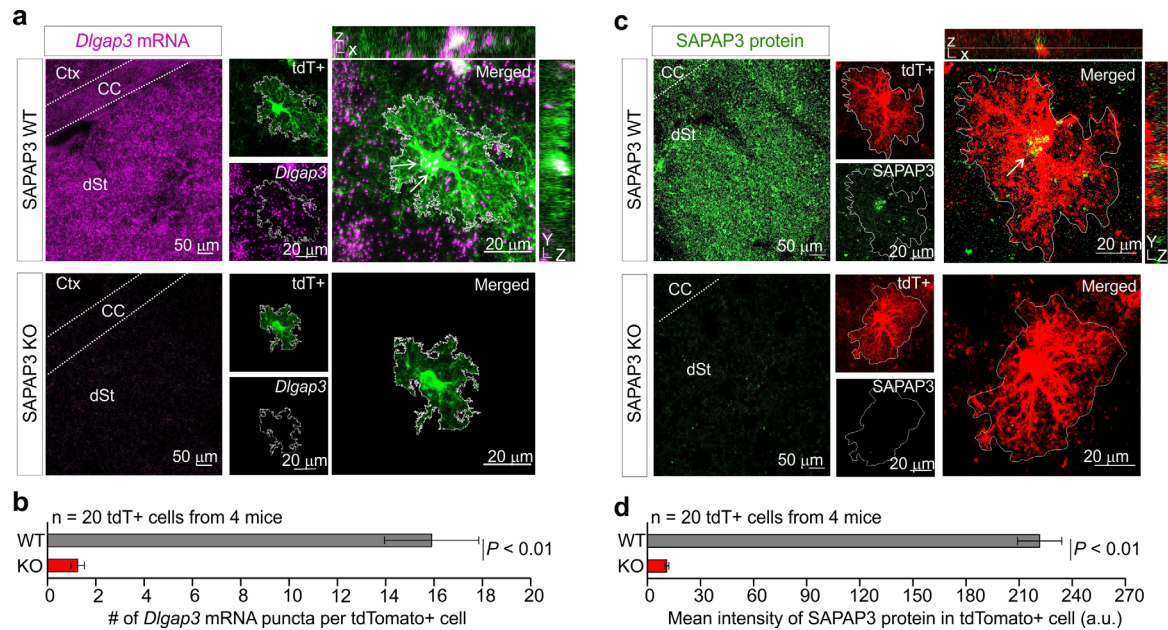 a
Dlgap3 mRNA
Z
X
SAPAP3 WT
Ctx
CC
dSt
50 μm
tdT+
Dlgap3
20 μm
Merged
20 μm
Y
Z
SAPAP3 KO
Ctx
CC
dSt
50 μm
tdT+
Dlgap3
20 μm
Merged
20 μm
b
n = 20 tdT+ cells from 4 mice
WT
KO
P < 0.01
0 2 4 6 8 10 12 14 16 18 20
# of Dlgap3 mRNA puncta per tdTomato+ cell
c
SAPAP3 protein
Z
X
SAPAP3 WT
CC
dSt
50 μm
tdT+
SAPAP3
20 μm
Merged
20 μm
Y
Z
SAPAP3 KO
CC
dSt
50 μm
tdT+
SAPAP3
20 μm
Merged
20 μm
d
n = 20 tdT+ cells from 4 mice
WT
KO
P < 0.01
0 30 60 90 120 150 180 210 240 270
Mean intensity of SAPAP3 protein in tdTomato+ cell (a.u.)